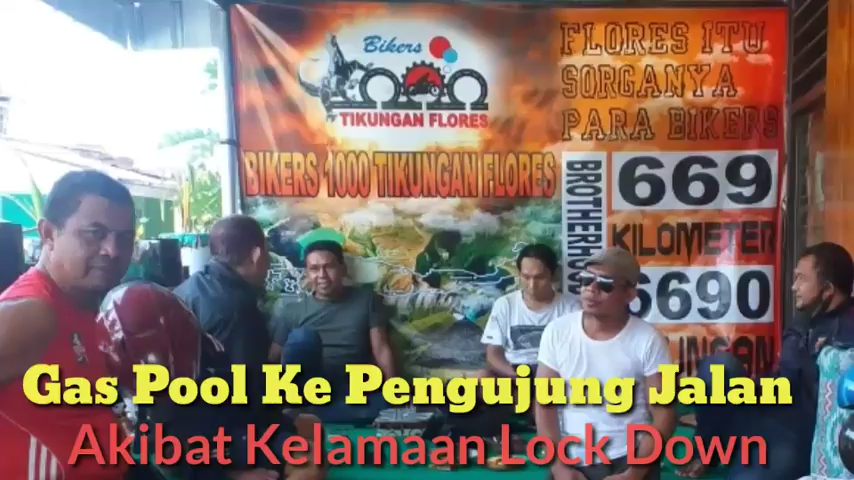 Bikers
TIKUNGAN FLORES
BIKERS 1000 TIKUNGAN FLORES
FLORES ITU
SORGANYA
PARA BIKERS
669
KILOMETER
6690
Gas Pool Ke Pengujung Jalan
Akibat Kelamaan Lock Down